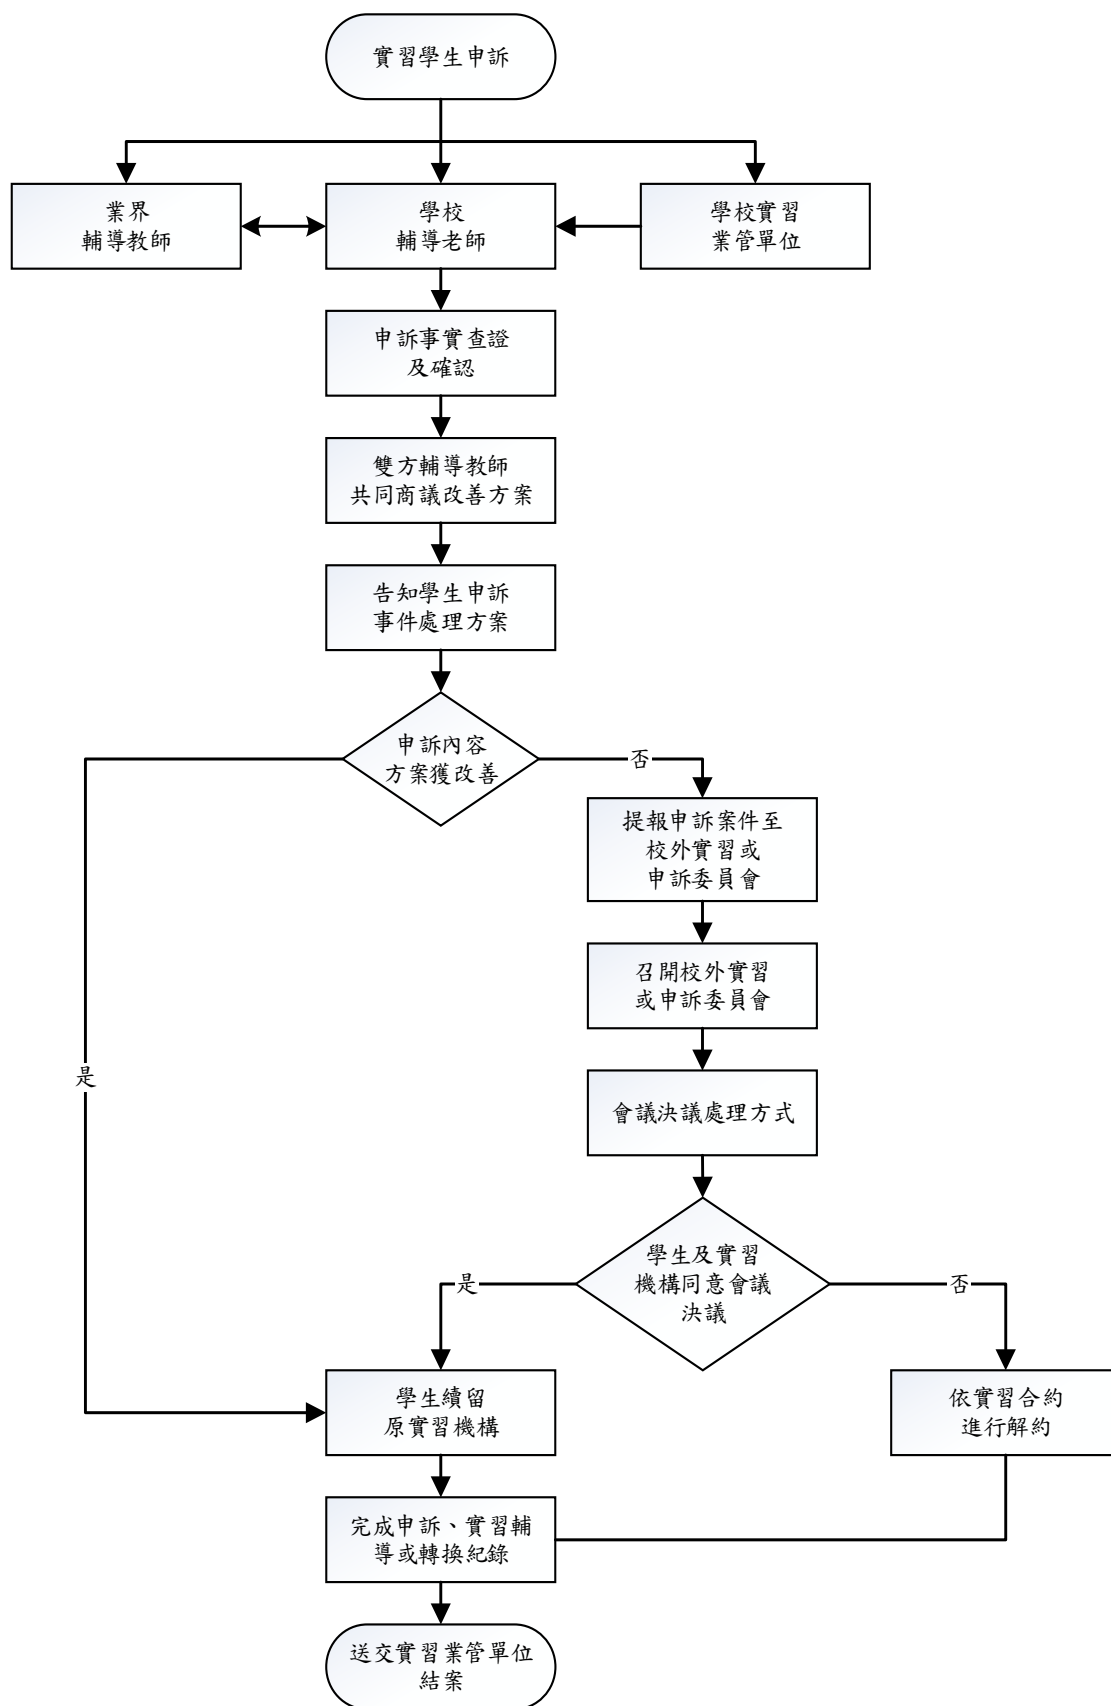 實習學生申訴
業界
輔導教師
學校
輔導老師
學校實習
業管單位
申訴事實查證
及確認
雙方輔導教師
共同商議改善方案
告知學生申訴
事件處理方案
申訴內容
方案獲改善
否
提報申訴案件至
校外實習或
申訴委員會
召開校外實習
或申訴委員會
是
會議決議處理方式
學生及實習
機構同意會議
決議
是
否
學生續留
原實習機構
依實習合約
進行解約
完成申訴、實習輔
導或轉換紀錄
送交實習業管單位
結案